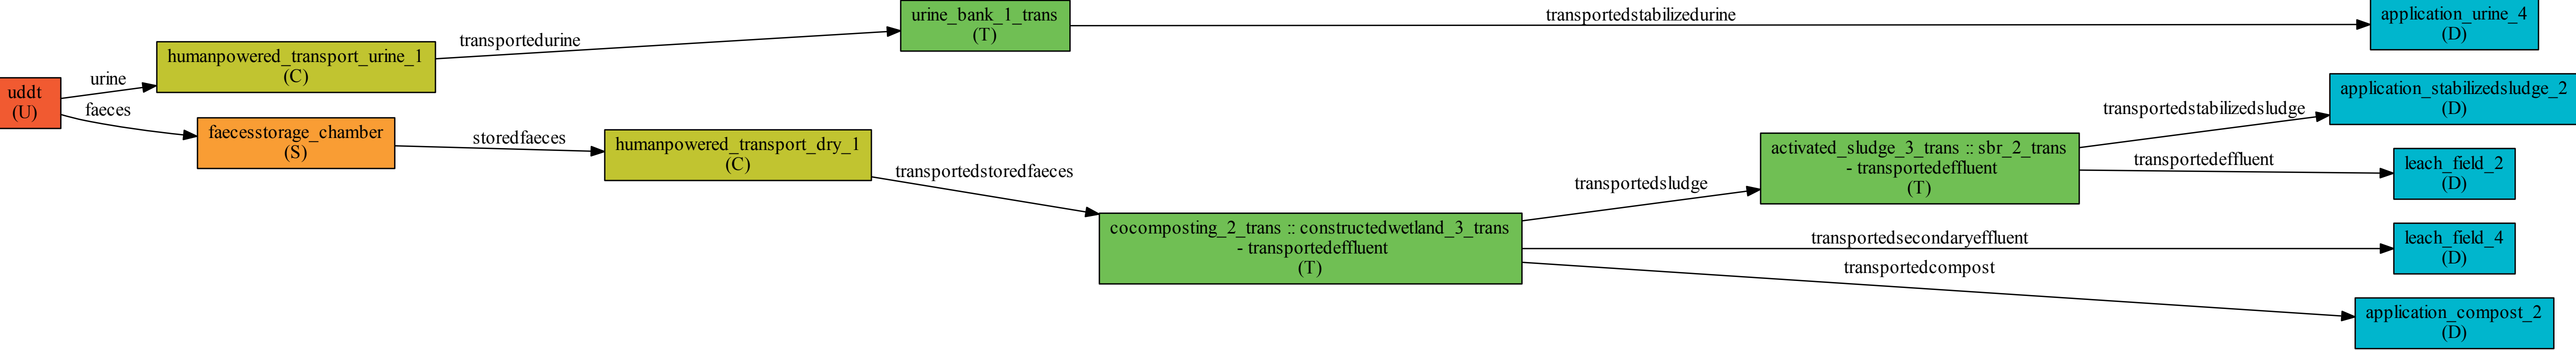 uddt
(U)
urine
faeces
humanpowered_transport_urine_1
(C)
transportedurine
urine_bank_1_trans
(T)
transportedstabilizedurine
application_urine_4
(D)
faecesstorage_chamber
(S)
storedfaeces
humanpowered_transport_dry_1
(C)
transportedstoredfaeces
cocomposting_2_trans :: constructedwetland_3_trans
- transportedeffluent
(T)
transportedsludge
activated_sludge_3_trans :: sbr_2_trans
- transportedeffluent
(T)
transportedstabilizedsludge
application_stabilizedsludge_2
(D)
transportedeffluent
leach_field_2
(D)
transportedsecondaryeffluent
leach_field_4
(D)
transportedcompost
application_compost_2
(D)